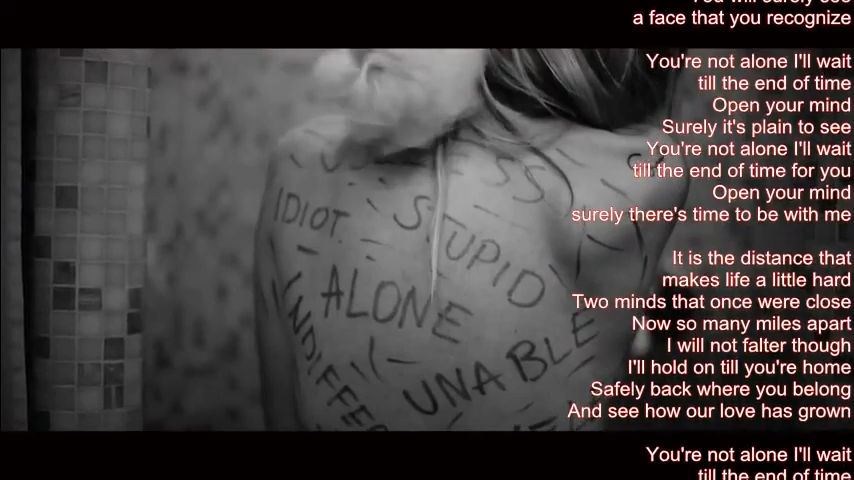 a face that you recognize
You're not alone I'll wait
till the end of time
Open your mind
Surely it's plain to see
You're not alone I'll wait
till the end of time for you
Open your mind
surely there's time to be with me
It is the distance that
makes life a little hard
Two minds that once were close
Now so many miles apart
I will not falter though
I'll hold on till you're home
Safely back where you belong
And see how our love has grown
You're not alone I'll wait
till the end of time
IDIOT
STUPID
ALONE
UNABLE